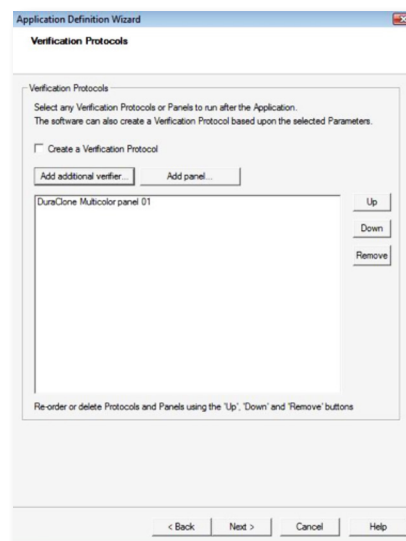 Application Definition Wizard
Verification Protocols
Verification Protocols
Select any Verification Protocols or Panels to run after the Application.
The software can also create a Verification Protocol based upon the selected Parameters.
Create a Verification Protocol
Add additional verifier... Add panel...
DuraClone Multicolor panel 01
Up
Down
Remove
Re-order or delete Protocols and Panels using the 'Up', 'Down' and 'Remove' buttons
< Back Next > Cancel Help